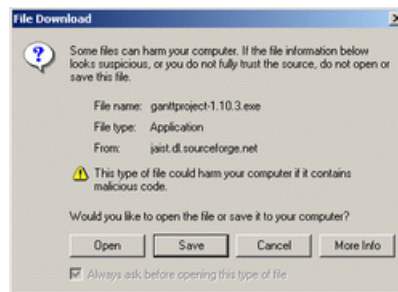 File Download
Some files can harm your computer. If the file information below
looks suspicious, or you do not fully trust the source, do not open or
save this file.
File name: ganttproject-1.10.3.exe
File type: Application
From: jaist.dl.sourceforge.net
This type of file could harm your computer if it contains
malicious code.
Would you like to open the file or save it to your computer?
Open Save Cancel More Info
Always ask before opening this type of file